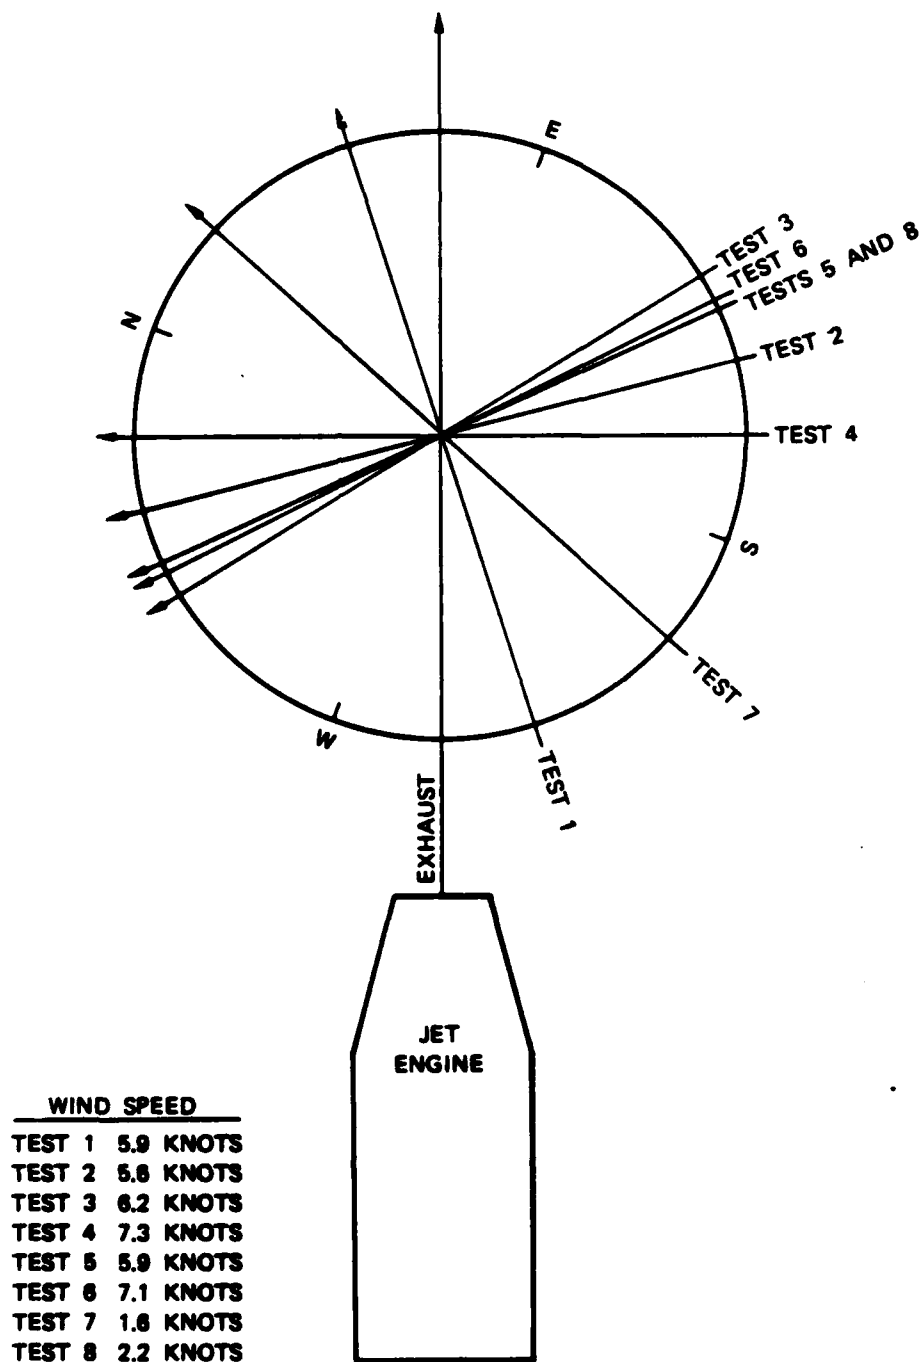 E
TEST 3
TEST 6
TESTS 5 AND 8
N
TEST 2
TEST 4
S
TEST 7
W
TEST 1
EXHAUST
JET
ENGINE
WIND SPEED
TEST 1 5.9 KNOTS
TEST 2 5.6 KNOTS
TEST 3 6.2 KNOTS
TEST 4 7.3 KNOTS
TEST 5 5.9 KNOTS
TEST 6 7.1 KNOTS
TEST 7 1.6 KNOTS
TEST 8 2.2 KNOTS